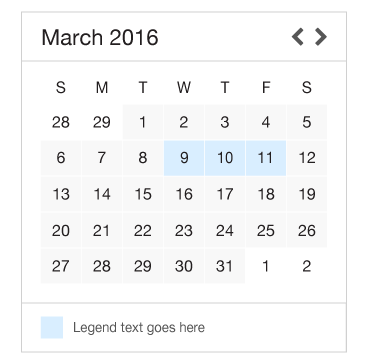 March 2016
S M T W T F S
28 29 1 2 3 4 5
6 7 8 9 10 11 12
13 14 15 16 17 18 19
20 21 22 23 24 25 26
27 28 29 30 31 1 2
Legend text goes here